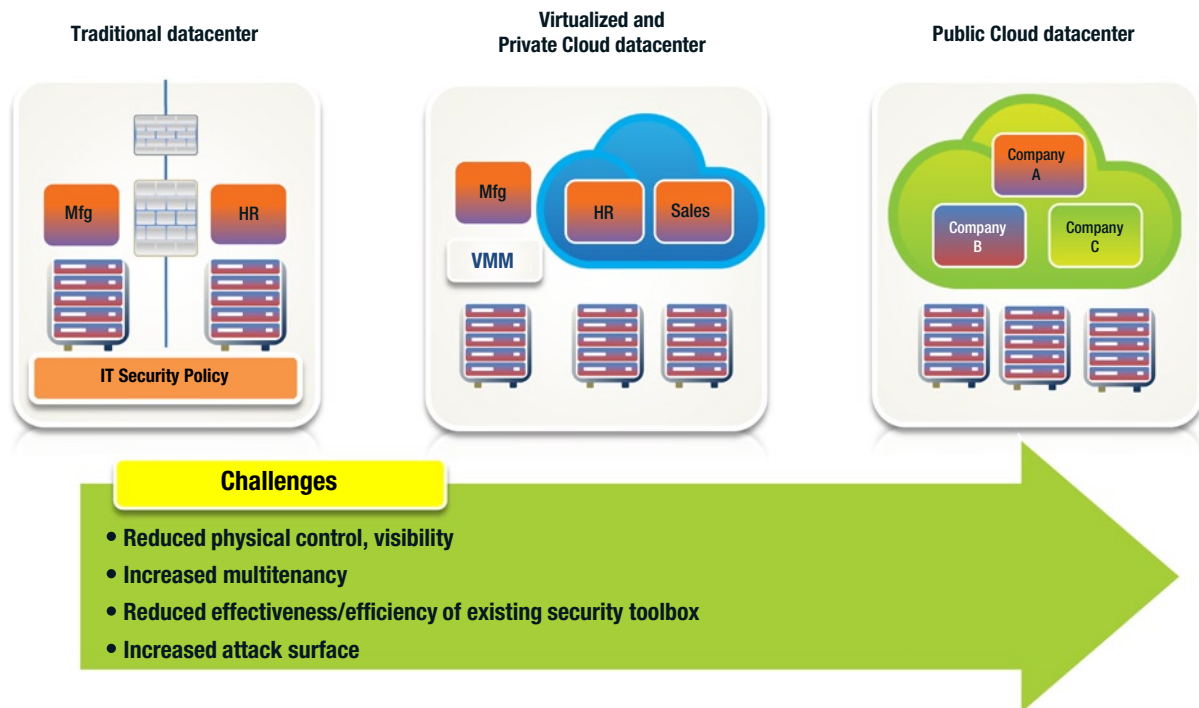 Traditional datacenter
Virtualized and
Private Cloud datacenter
Public Cloud datacenter
Mfg
HR
IT Security Policy
Mfg
VMM
HR
Sales
Company
A
Company
B
Company
C
Challenges
• Reduced physical control, visibility
• Increased multitenancy
• Reduced effectiveness/efficiency of existing security toolbox
• Increased attack surface